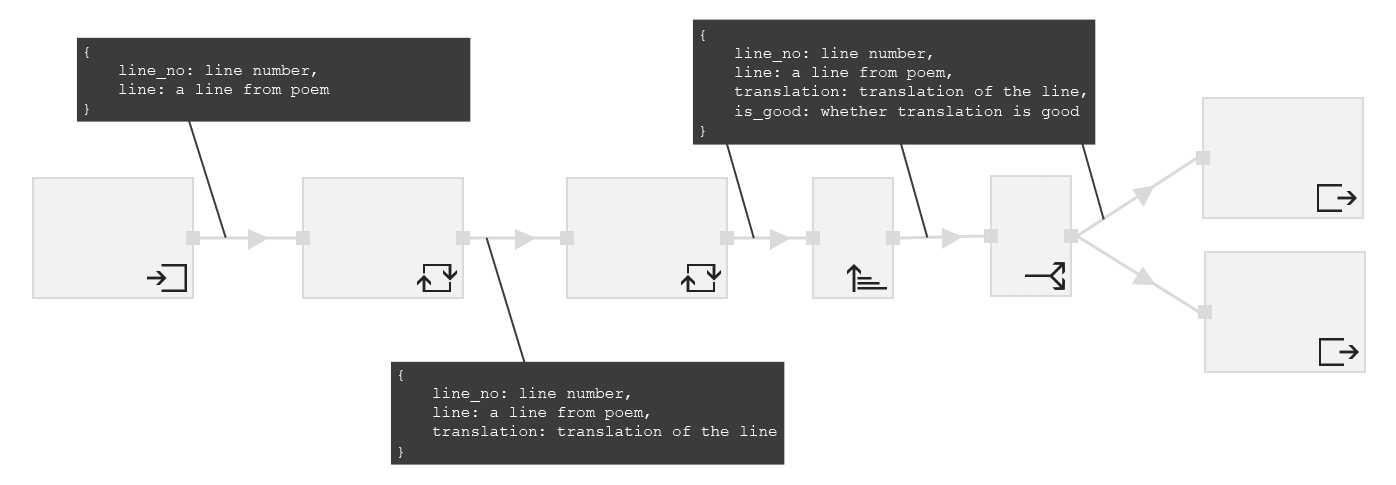 {
line_no: line number,
line: a line from poem
}
{
line_no: line number,
line: a line from poem,
translation: translation of the line,
is_good: whether translation is good
}
{
line_no: line number,
line: a line from poem,
translation: translation of the line
}